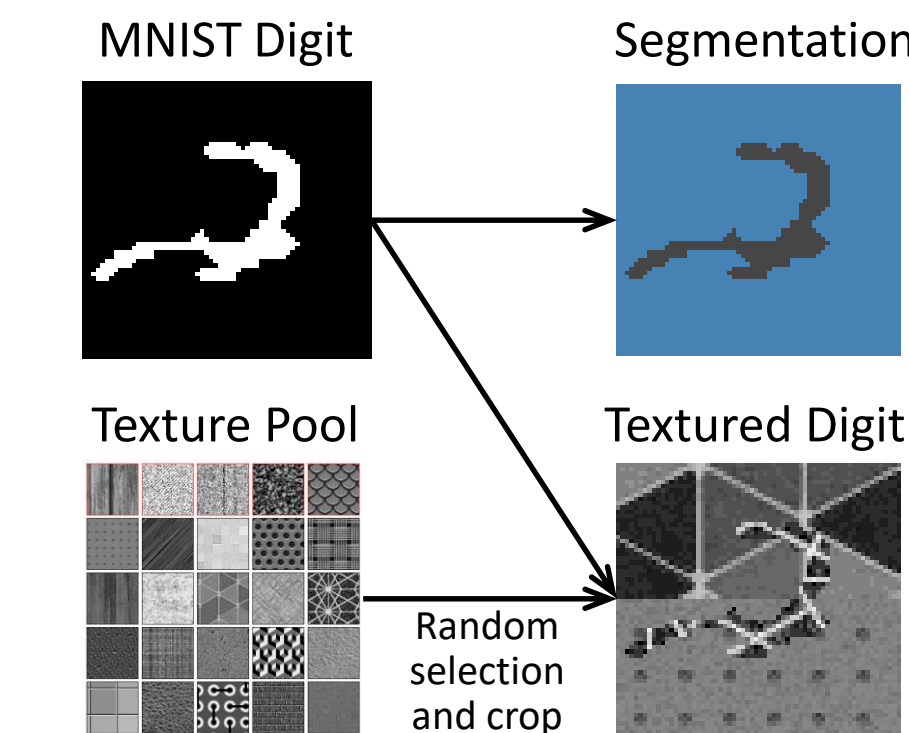 MNIST Digit
Segmentation
Texture Pool
Textured Digit
Random
selection
and crop